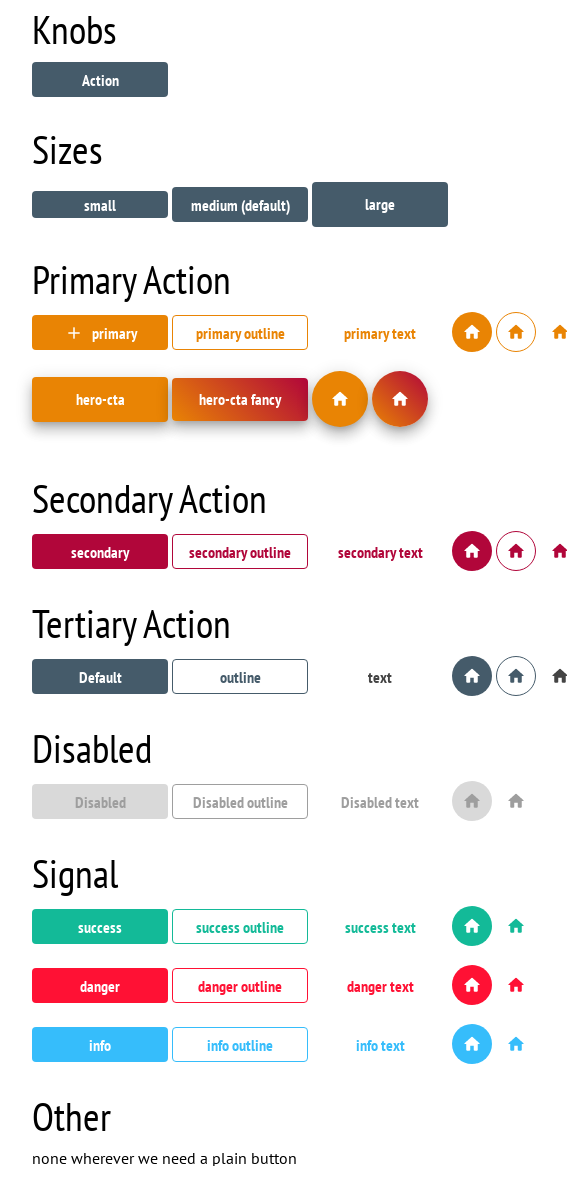 Knobs
Action
Sizes
small medium (default) large
Primary Action
primary primary outline primary text
hero-cta hero-cta fancy
Secondary Action
secondary secondary outline secondary text
Tertiary Action
Default outline text
Disabled
Disabled Disabled outline Disabled text
Signal
success success outline success text
danger danger outline danger text
info info outline info text
Other
none wherever we need a plain button